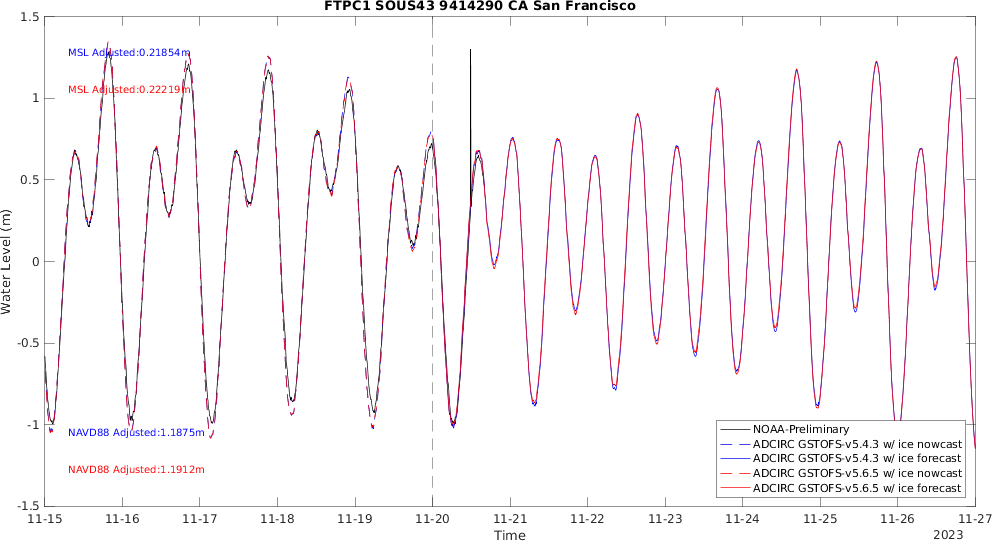 FTPC1 SOUS43 9414290 CA San Francisco
1.5
MSL Adjusted:0.21854m
1
MSL Adjusted:0.22219m
0.5
Water Level (m)
0
-0.5
-1
NAVD88 Adjusted:1.1875m
NAVD88 Adjusted:1.1912m
-1.5
NOAA-Preliminary
ADCIRC GSTOFS-v5.4.3 w/ ice nowcast
ADCIRC GSTOFS-v5.4.3 w/ ice forecast
ADCIRC GSTOFS-v5.6.5 w/ ice nowcast
ADCIRC GSTOFS-v5.6.5 w/ ice forecast
11-15 11-16 11-17 11-18 11-19 11-20 11-21 11-22 11-23 11-24 11-25 11-26 11-27
Time
2023